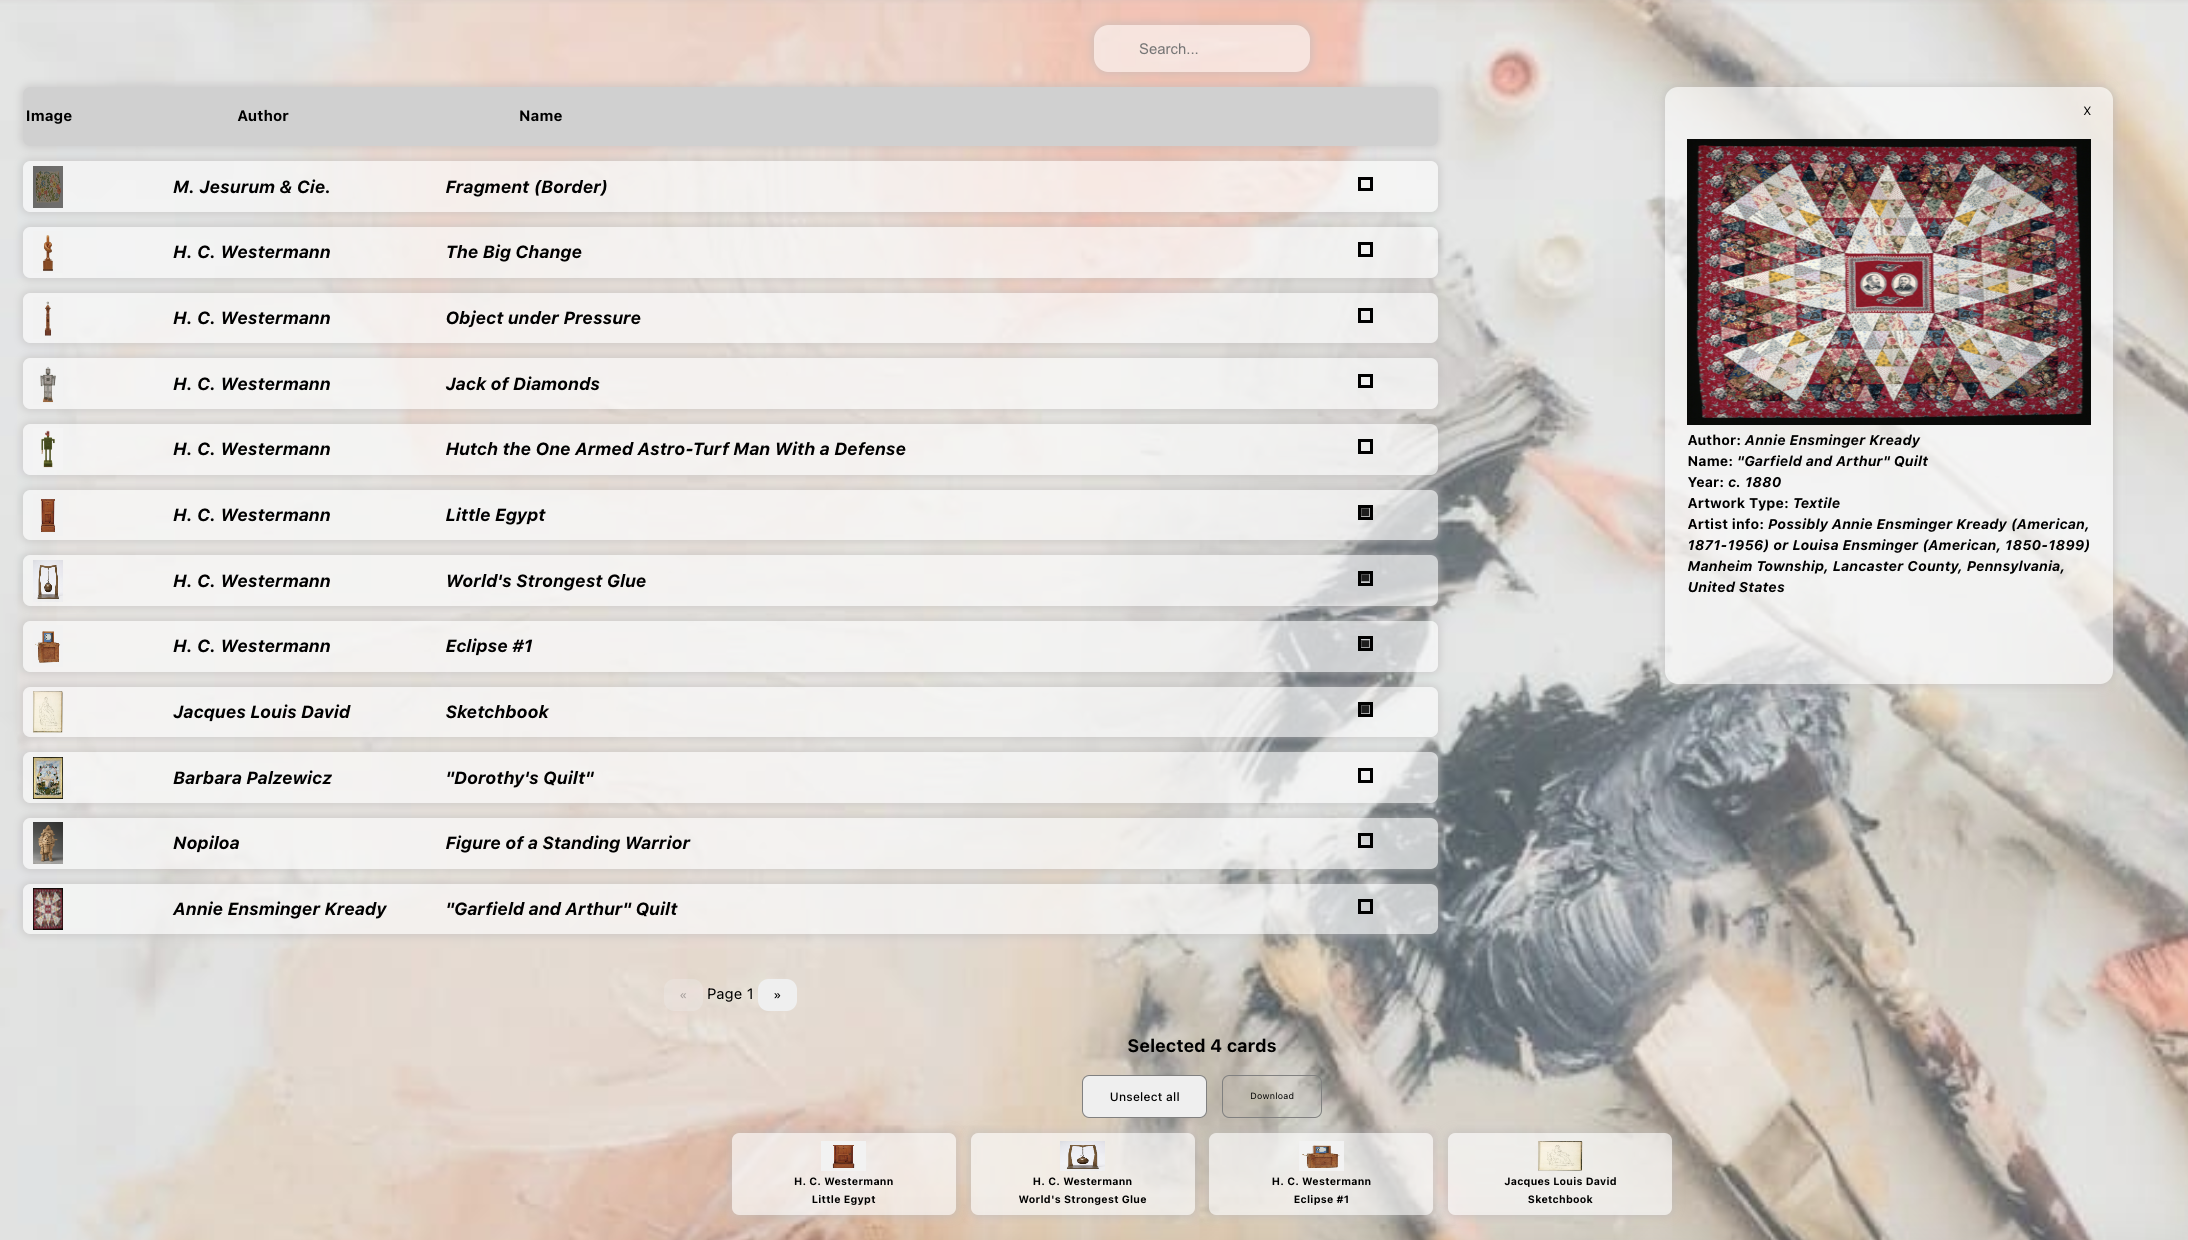 Search...
Image Author Name
M. Jesurum & Cie. Fragment (Border)
H. C. Westermann The Big Change
H. C. Westermann Object under Pressure
H. C. Westermann Jack of Diamonds
H. C. Westermann Hutch the One Armed Astro-Turf Man With a Defense
H. C. Westermann Little Egypt
H. C. Westermann World's Strongest Glue
H. C. Westermann Eclipse #1
Jacques Louis David Sketchbook
Barbara Palzewicz "Dorothy's Quilt"
Nopiloa Figure of a Standing Warrior
Annie Ensminger Kready "Garfield and Arthur" Quilt
« Page 1 »
X
Author: Annie Ensminger Kready
Name: "Garfield and Arthur" Quilt
Year: c. 1880
Artwork Type: Textile
Artist info: Possibly Annie Ensminger Kready (American,
1871-1956) or Louisa Ensminger (American, 1850-1899)
Manheim Township, Lancaster County, Pennsylvania,
United States
Selected 4 cards
Unselect all Download
H. C. Westermann
Little Egypt
H. C. Westermann
World's Strongest Glue
H. C. Westermann
Eclipse #1
Jacques Louis David
Sketchbook